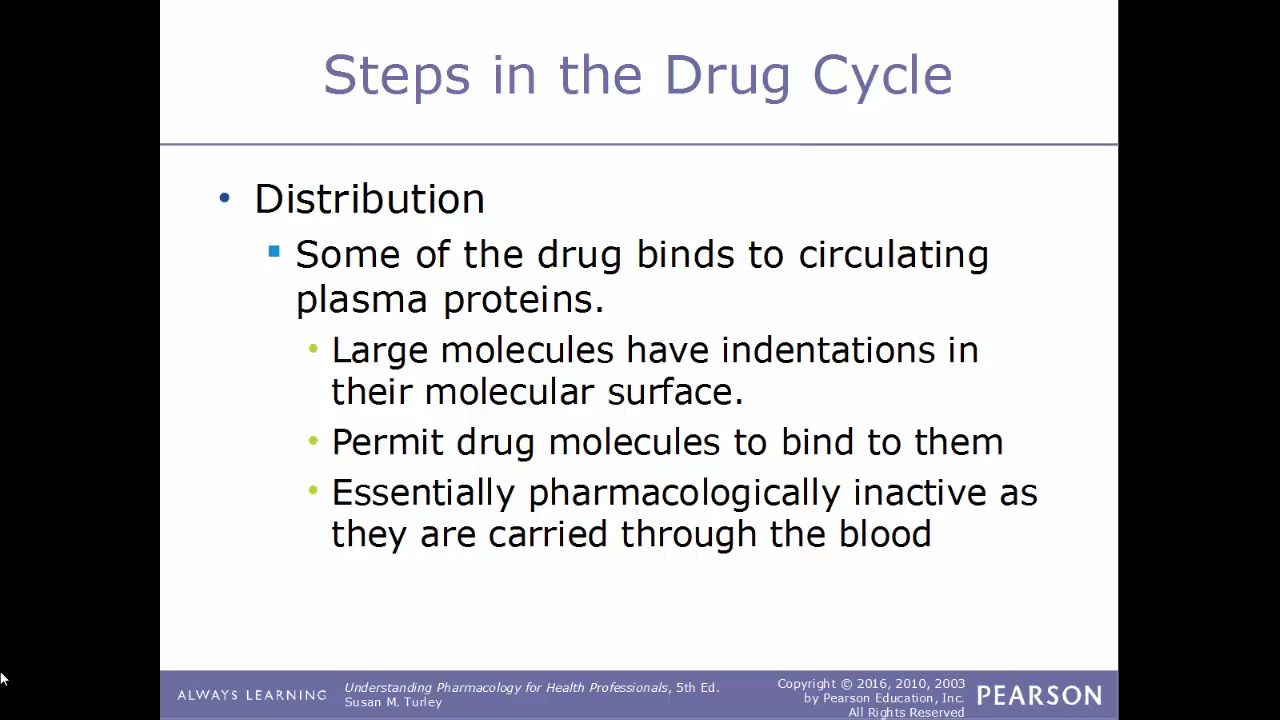 Steps in the Drug Cycle
• Distribution
▪ Some of the drug binds to circulating
plasma proteins.
• Large molecules have indentations in
their molecular surface.
• Permit drug molecules to bind to them
• Essentially pharmacologically inactive as
they are carried through the blood
ALWAYS LEARNING
Understanding Pharmacology for Health Professionals, 5th Ed.
Susan M. Turley
Copyright © 2016, 2010, 2003
by Pearson Education, Inc.
All Rights Reserved
PEARSON